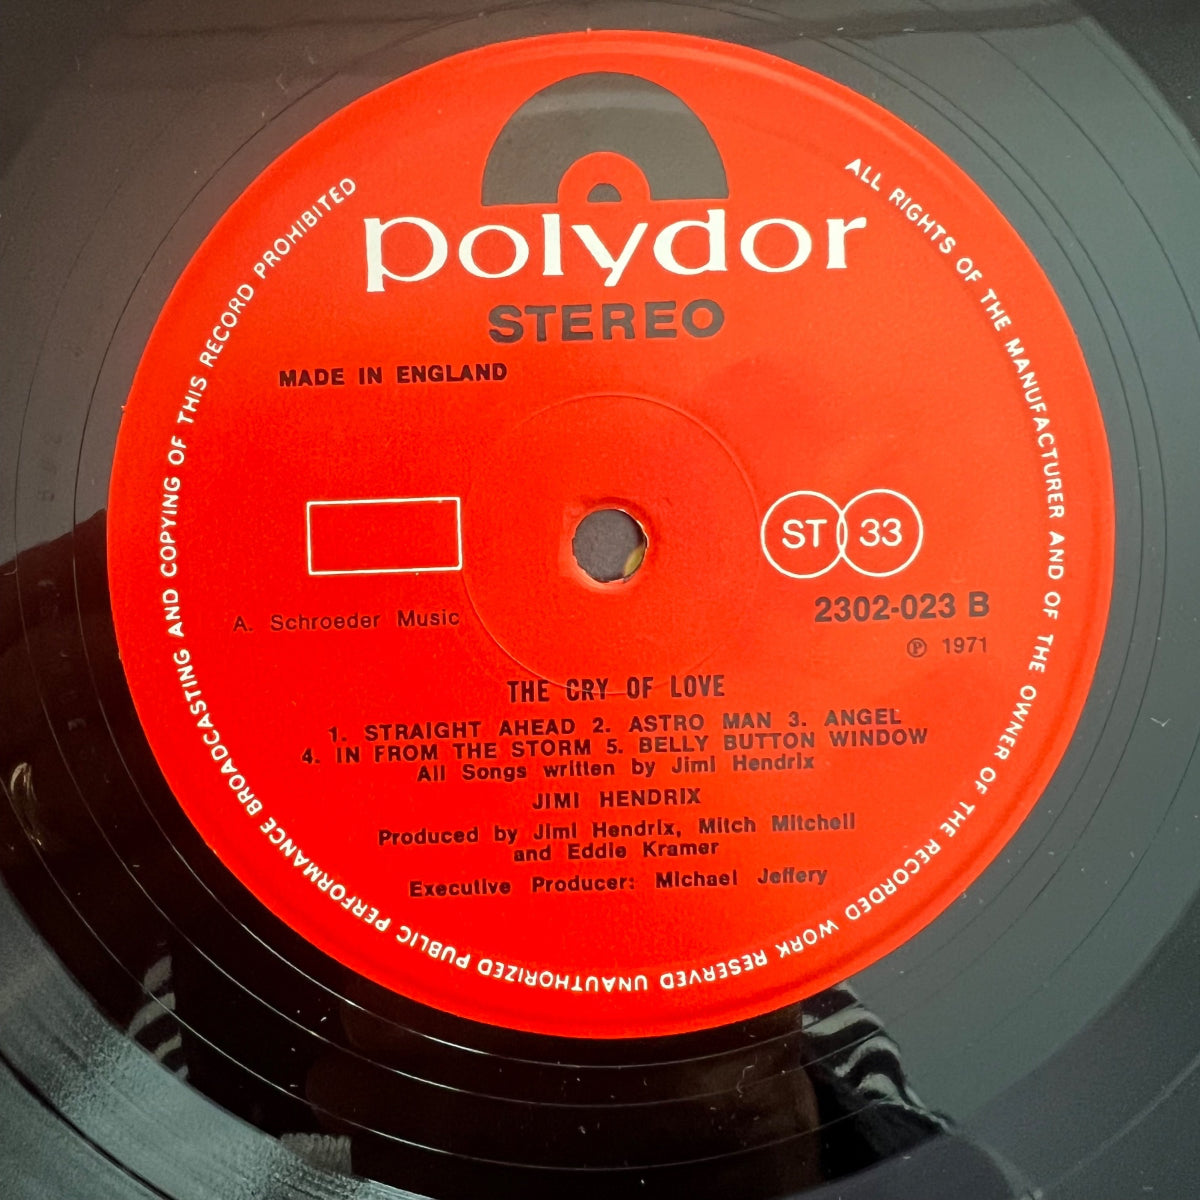 polydor
STEREO
MADE IN ENGLAND
ST 33
2302-023 B
Ⓟ 1971
A. Schroeder Music
THE CRY OF LOVE
1. STRAIGHT AHEAD 2. ASTRO MAN 3. ANGEL
4. IN FROM THE STORM 5. BELLY BUTTON WINDOW
All Songs written by Jimi Hendrix
JIMI HENDRIX
Produced by Jimi Hendrix, Mitch Mitchell
and Eddie Kramer
Executive Producer: Michael Jeffery
ALL RIGHTS OF THE MANUFACTURER AND OF THE OWNER OF THE RECORDED WORK RESERVED UNAUTHORIZED PUBLIC PERFORMANCE BROADCASTING AND COPYING OF THIS RECORD PROHIBITED